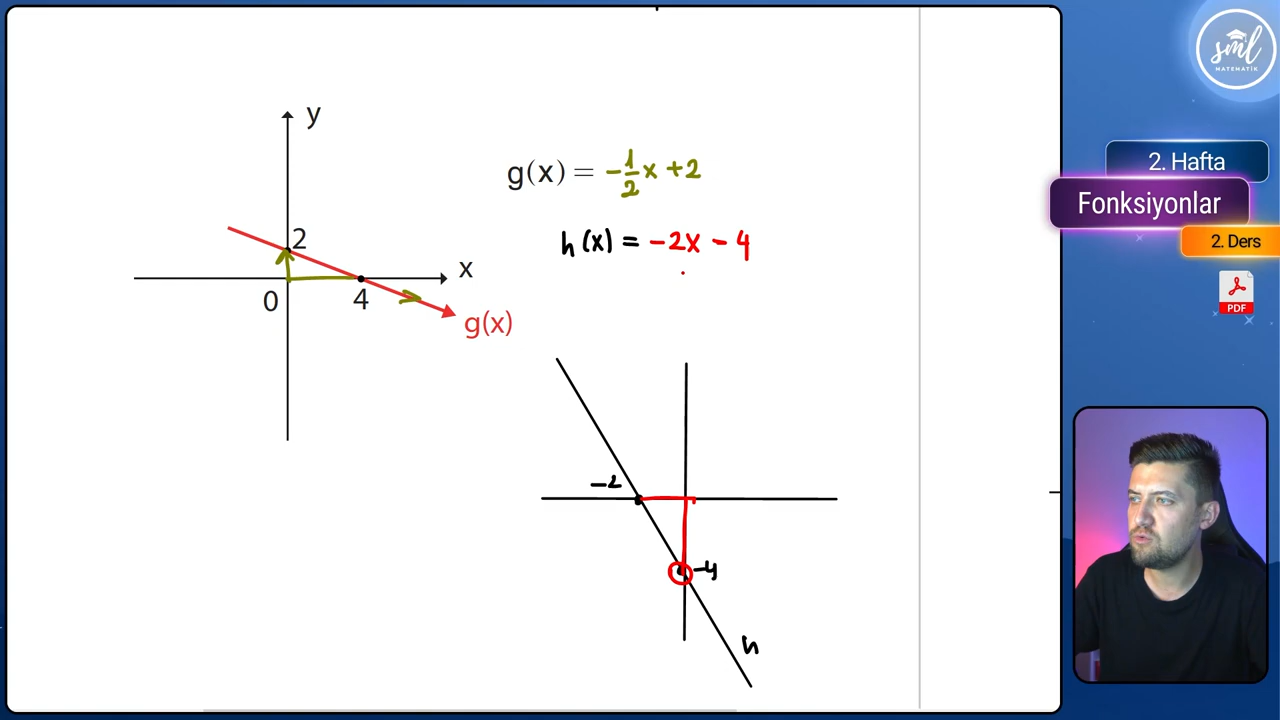 y
2
x
0
4
g(x)
g(x) = -1/2x + 2
h(x) = -2x - 4
-2
-4
h
sml
MATEMATİK
2. Hafta
Fonksiyonlar
2. Ders
PDF